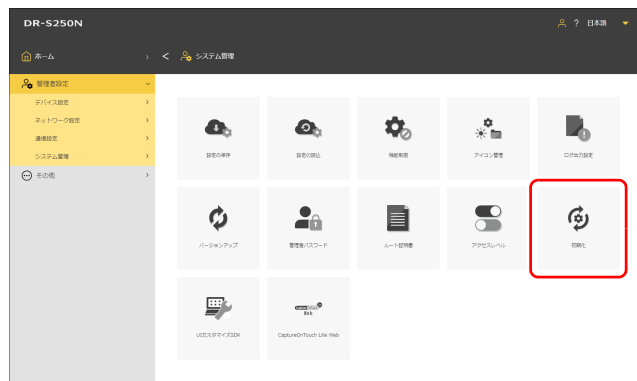 DR-S250N
? 日本語
ホーム
< システム管理
管理者設定
デバイス設定
ネットワーク設定
通信設定
システム管理
その他
設定の保存
設定の読込
機能制限
アイコン管理
ログ出力設定
バージョンアップ
管理者パスワード
ルート証明書
アクセスレベル
初期化
UIカスタマイズSDK
CaptureOnTouch Lite Web